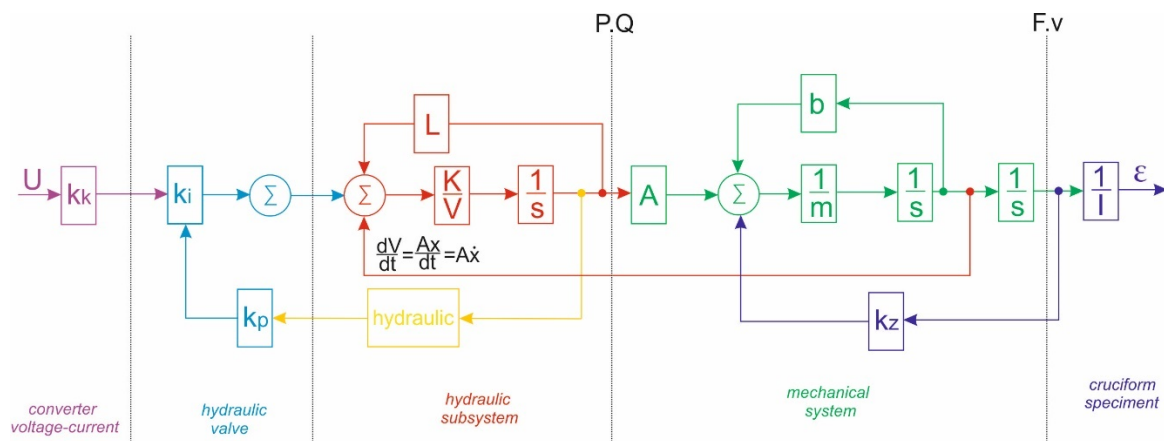 P.Q
F.v
b
L
U
kk
ki
Σ
Σ
K
V
1
s
A
Σ
1
m
1
s
1
s
1
l
ε
dV/dt = Ax/dt = Aẋ
kp
hydraulic
kz
converter
voltage-current
hydraulic
valve
hydraulic
subsystem
mechanical
system
cruciform
speciment